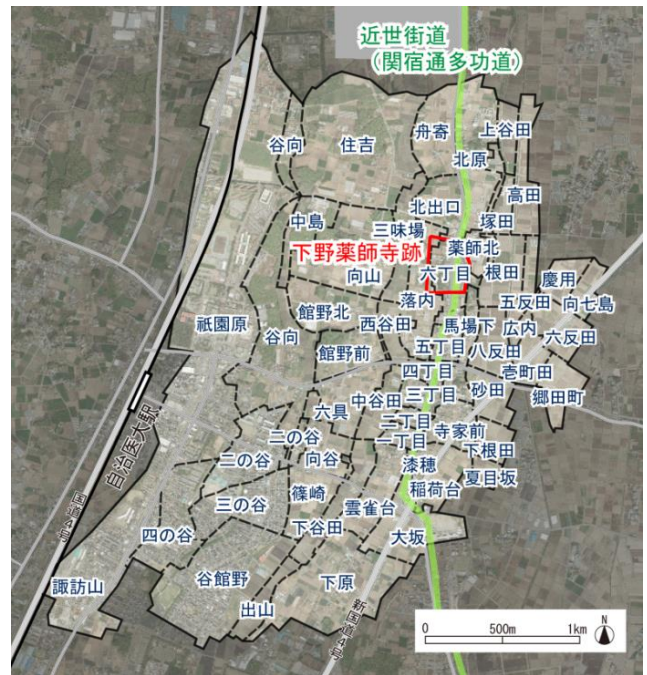 近世街道
(関宿通多功道)
谷向
住吉
舟寄
上谷田
北原
高田
北出口
中島
三味場
塚田
下野薬師寺跡
薬師北
向山
六丁目
根田
慶用
落内
五反田
向七島
祇園原
館野北
西谷田
馬場下
広内
六反田
谷向
館野前
五丁目
八反田
四丁目
壱町田
中谷田
三丁目
砂田
郷田町
六具
二丁目
寺家前
二の谷
一丁目
下根田
二の谷
向谷
漆穂
夏目坂
自治医大駅
三の谷
篠崎
雲雀台
稲荷台
国道4号
四の谷
下谷田
大坂
諏訪山
谷館野
下原
出山
新国道4号
0 500m 1km
N